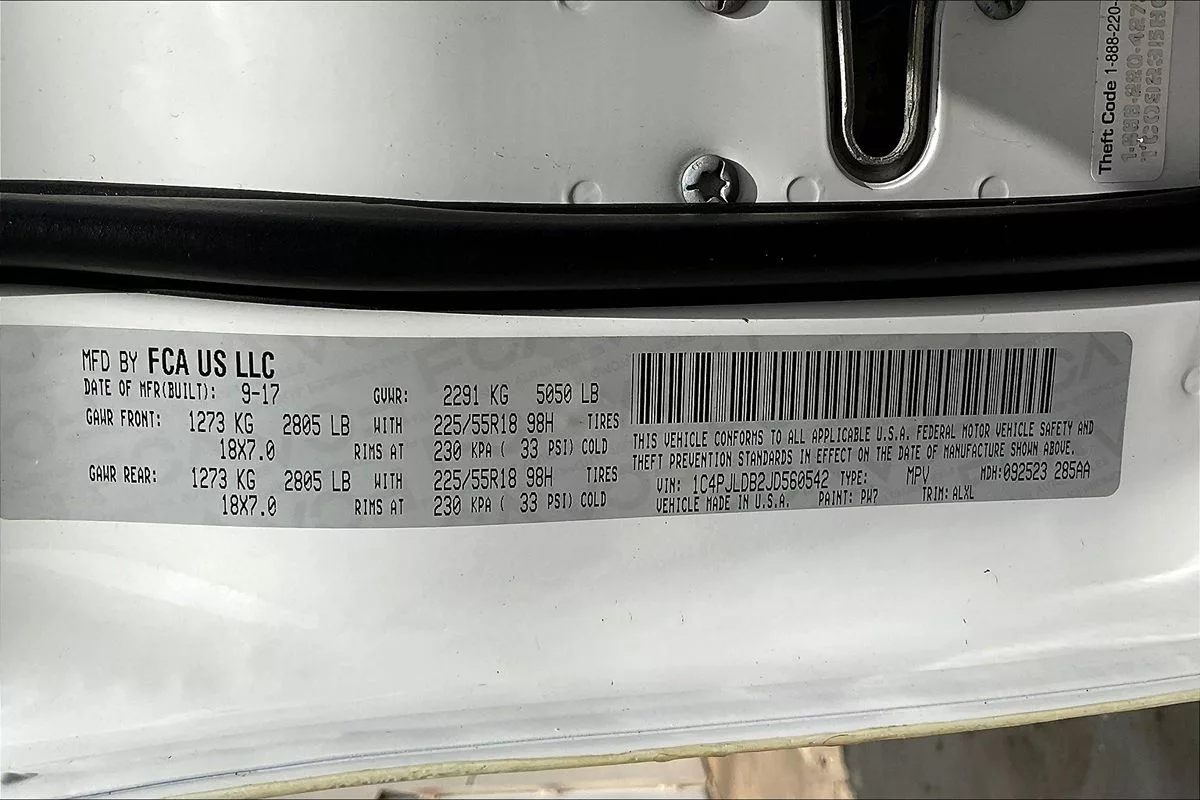 Theft Code 1-888-220-
MFD BY FCA US LLC
DATE OF MFR(BUILT): 9-17 GVWR: 2291 KG 5050 LB
GAWR FRONT: 1273 KG 2805 LB WITH 225/55R18 98H TIRES
18X7.0 RIMS AT 230 KPA ( 33 PSI) COLD
GAWR REAR: 1273 KG 2805 LB WITH 225/55R18 98H TIRES
18X7.0 RIMS AT 230 KPA ( 33 PSI) COLD
THIS VEHICLE CONFORMS TO ALL APPLICABLE U.S.A. FEDERAL MOTOR VEHICLE SAFETY AND
THEFT PREVENTION STANDARDS IN EFFECT ON THE DATE OF MANUFACTURE SHOWN ABOVE.
VIN: 1C4PJLDB2JD560542 TYPE: MPV MDH:092523 285AA
VEHICLE MADE IN U.S.A. PAINT: PW7 TRIM: ALXL